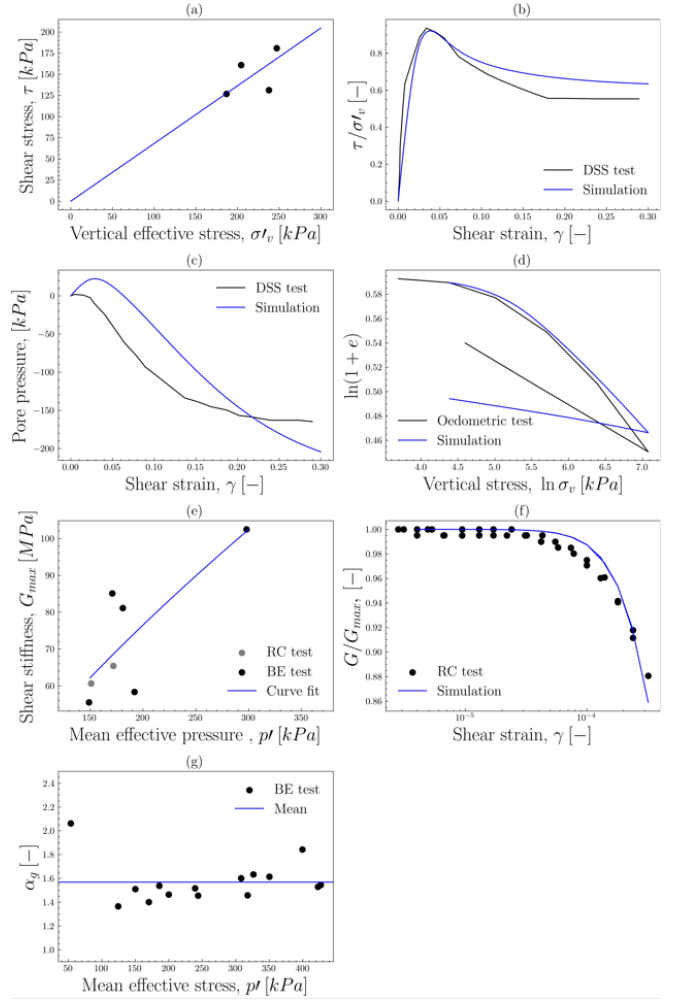 (a)
200
175
150
125
100
75
50
25
0
Shear stress, τ [kPa]
0 50 100 150 200 250 300
Vertical effective stress, σ′v [kPa]
(b)
0.8
0.6
0.4
0.2
0.0
τ/σ′v [−]
DSS test
Simulation
0.00 0.05 0.10 0.15 0.20 0.25 0.30
Shear strain, γ [−]
(c)
0
−50
−100
−150
−200
Pore pressure, [kPa]
DSS test
Simulation
0.00 0.05 0.10 0.15 0.20 0.25 0.30
Shear strain, γ [−]
(d)
0.58
0.56
0.54
0.52
0.50
0.48
0.46
ln(1 + e)
Oedometric test
Simulation
4.0 4.5 5.0 5.5 6.0 6.5 7.0
Vertical stress, ln σv [kPa]
(e)
100
90
80
70
60
Shear stiffness, Gmax [MPa]
RC test
BE test
Curve fit
150 200 250 300 350
Mean effective pressure , p′ [kPa]
(f)
1.00
0.98
0.96
0.94
0.92
0.90
0.88
0.86
G/Gmax, [−]
RC test
Simulation
10−5 10−4
Shear strain, γ [−]
(g)
2.4
2.2
2.0
1.8
1.6
1.4
1.2
1.0
αg [−]
BE test
Mean
50 100 150 200 250 300 350 400
Mean effective stress, p′ [kPa]